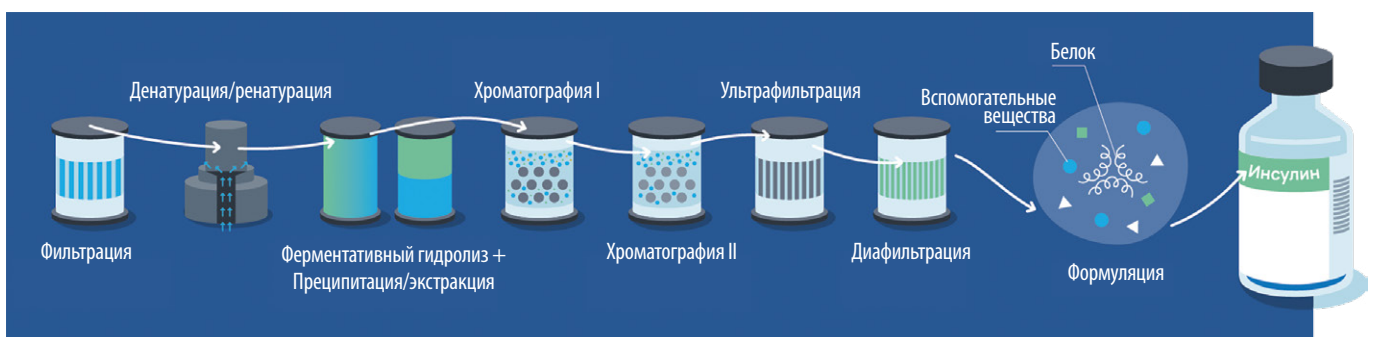 Белок
Денатурация/ренатурация
Хроматография I
Ультрафильтрация
Вспомогательные
вещества
Инсулин
Фильтрация
Ферментативный гидролиз +
Преципитация/экстракция
Хроматография II
Диафильтрация
Формуляция